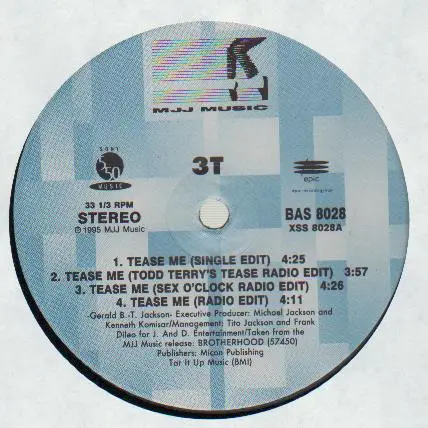 MJJ MUSIC
SONY
250
MUSIC
3T
epic
33 1/3 RPM
STEREO
℗ 1995 MJJ Music
BAS 8028
XSS 8028A
1. TEASE ME (SINGLE EDIT) 4:25
2. TEASE ME (TODD TERRY'S TEASE RADIO EDIT) 3:57
3. TEASE ME (SEX O'CLOCK RADIO EDIT) 4:26
4. TEASE ME (RADIO EDIT) 4:11
-Gerald B. -T. Jackson- Executive Producer: Michael Jackson and
Kenneth Komisar/Management: Tito Jackson and Frank
Dileo for J. And D. Entertainment/Taken from the
MJJ Music release: BROTHERHOOD (57450)
Publishers: Micon Publishing
Tar It Up Music (BMI)